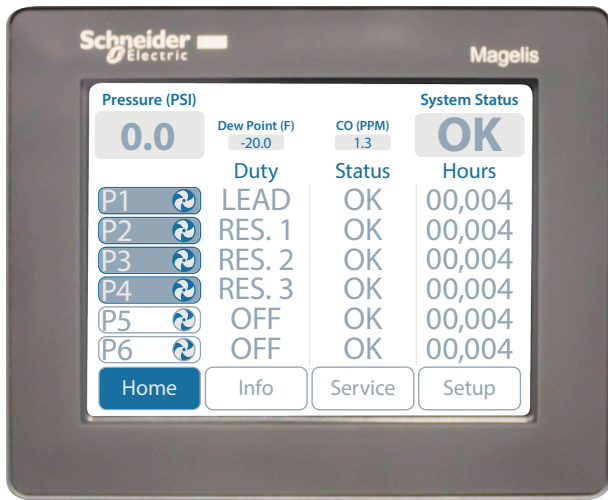 Schneider
Electric
Magelis
Pressure (PSI)
System Status
0.0
Dew Point (F)
CO (PPM)
OK
-20.0
1.3
Duty
Status
Hours
P1 LEAD OK 00,004
P2 RES. 1 OK 00,004
P3 RES. 2 OK 00,004
P4 RES. 3 OK 00,004
P5 OFF OK 00,004
P6 OFF OK 00,004
Home
Info
Service
Setup